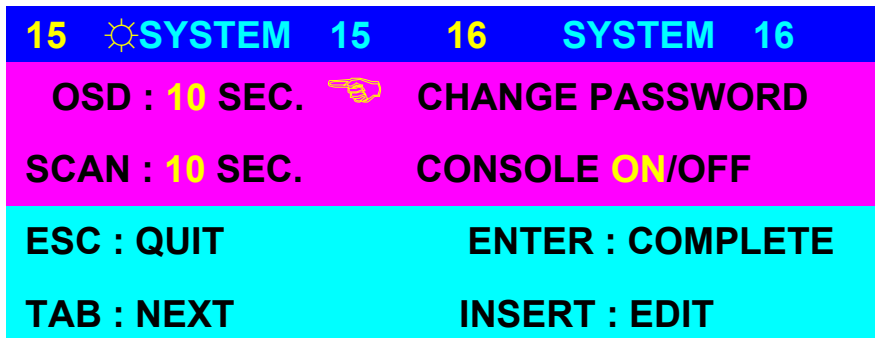 15 ☼SYSTEM 15 16 SYSTEM 16
OSD : 10 SEC. ☜ CHANGE PASSWORD
SCAN : 10 SEC. CONSOLE ON/OFF
ESC : QUIT ENTER : COMPLETE
TAB : NEXT INSERT : EDIT